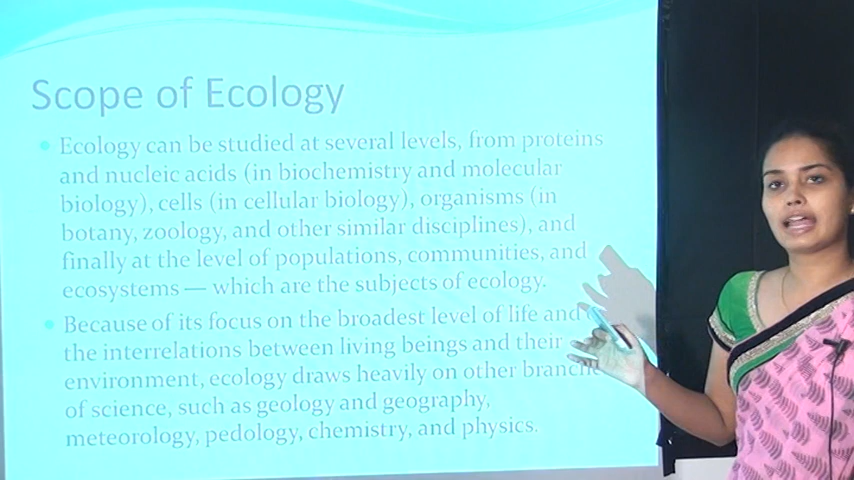 Scope of Ecology
Ecology can be studied at several levels, from proteins
and nucleic acids (in biochemistry and molecular
biology), cells (in cellular biology), organisms (in
botany, zoology, and other similar disciplines), and
finally at the level of populations, communities, and
ecosystems — which are the subjects of ecology.
Because of its focus on the broadest level of life and
the interrelations between living beings and their
environment, ecology draws heavily on other
of science, such as geology and geography,
meteorology, pedology, chemistry, and physics.